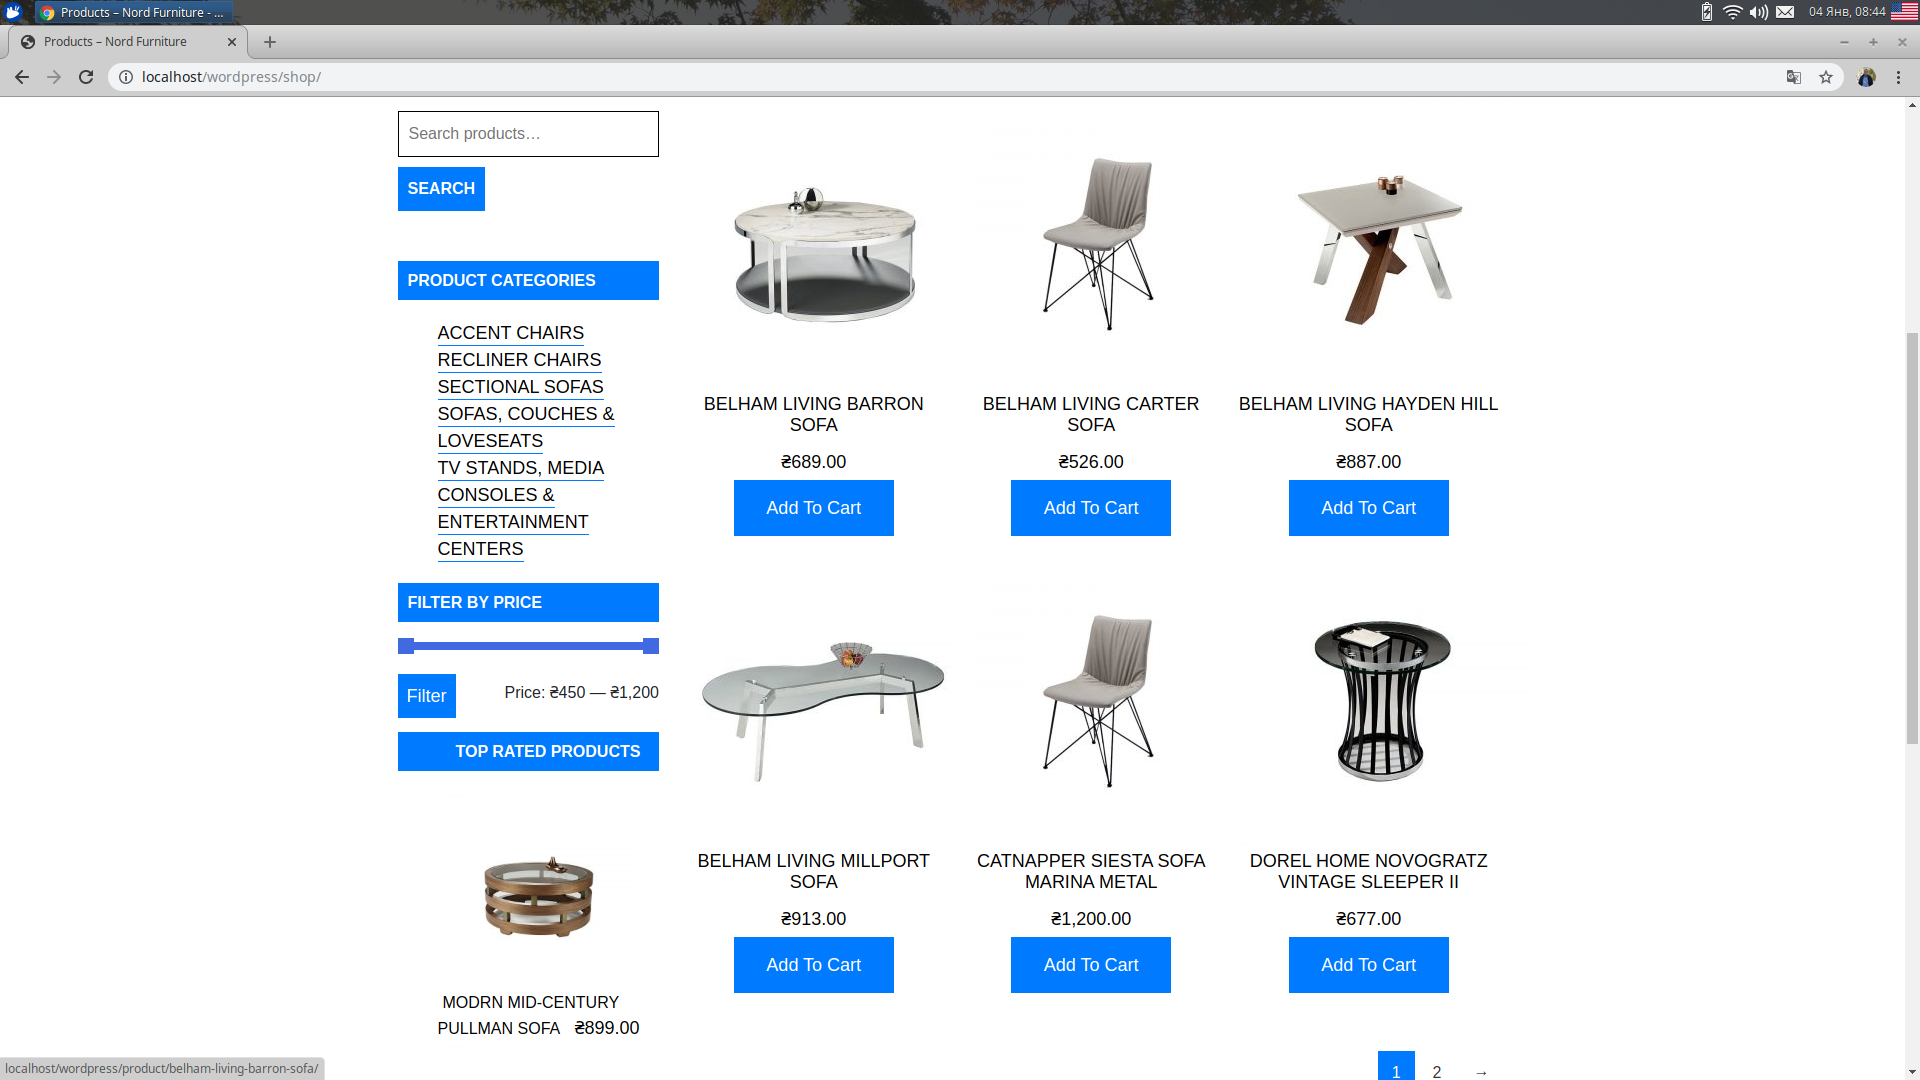 Products – Nord Furniture - ...
04 Янв, 08:44
Products – Nord Furniture
localhost/wordpress/shop/
Search products…
SEARCH
PRODUCT CATEGORIES
ACCENT CHAIRS
RECLINER CHAIRS
SECTIONAL SOFAS
SOFAS, COUCHES &
LOVESEATS
TV STANDS, MEDIA
CONSOLES &
ENTERTAINMENT
CENTERS
FILTER BY PRICE
Filter
Price: ₴450 — ₴1,200
TOP RATED PRODUCTS
MODRN MID-CENTURY
PULLMAN SOFA ₴899.00
BELHAM LIVING BARRON
SOFA
₴689.00
Add To Cart
BELHAM LIVING CARTER
SOFA
₴526.00
Add To Cart
BELHAM LIVING HAYDEN HILL
SOFA
₴887.00
Add To Cart
BELHAM LIVING MILLPORT
SOFA
₴913.00
Add To Cart
CATNAPPER SIESTA SOFA
MARINA METAL
₴1,200.00
Add To Cart
DOREL HOME NOVOGRATZ
VINTAGE SLEEPER II
₴677.00
Add To Cart
1 2 →
localhost/wordpress/product/belham-living-barron-sofa/